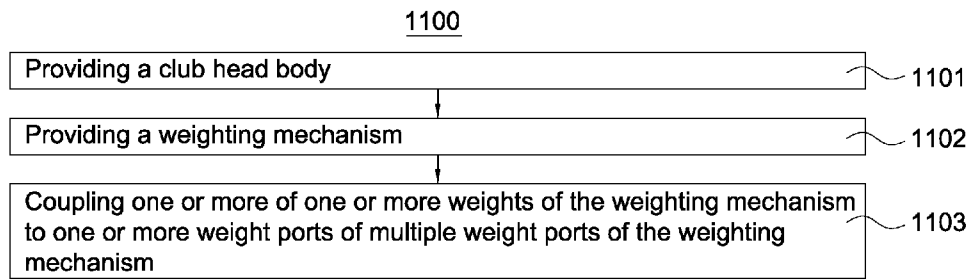 1100
Providing a club head body
1101
Providing a weighting mechanism
1102
Coupling one or more of one or more weights of the weighting mechanism
to one or more weight ports of multiple weight ports of the weighting
mechanism
1103